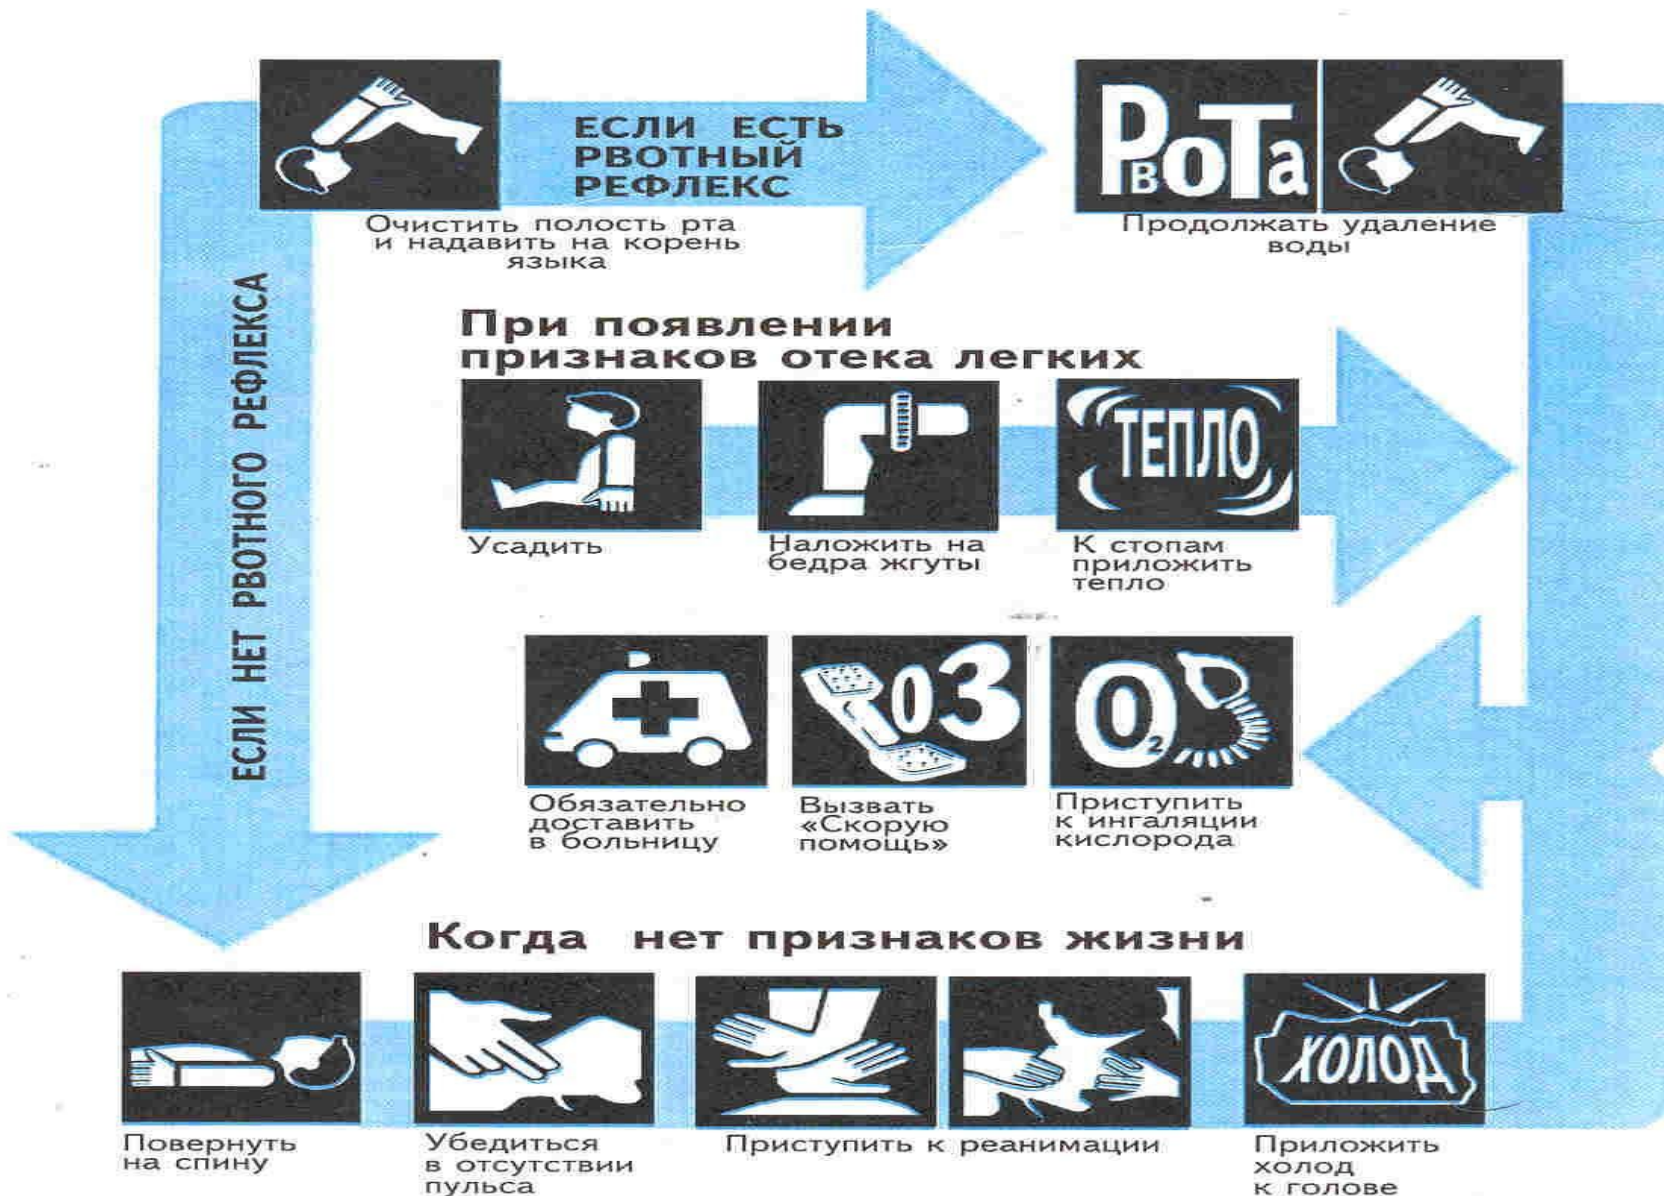 ЕСЛИ ЕСТЬ
РВОТНЫЙ
РЕФЛЕКС
РВОТа
Очистить полость рта
и надавить на корень
языка
Продолжать удаление
воды
ЕСЛИ НЕТ РВОТНОГО РЕФЛЕКСА
При появлении
признаков отека легких
ТЕПЛО
Усадить
Наложить на
бедра жгуты
К стопам
приложить
тепло
03
O2
Обязательно
доставить
в больницу
Вызвать
«Скорую
помощь»
Приступить
к ингаляции
кислорода
Когда нет признаков жизни
ХОЛОД
Повернуть
на спину
Убедиться
в отсутствии
пульса
Приступить к реанимации
Приложить
холод
к голове